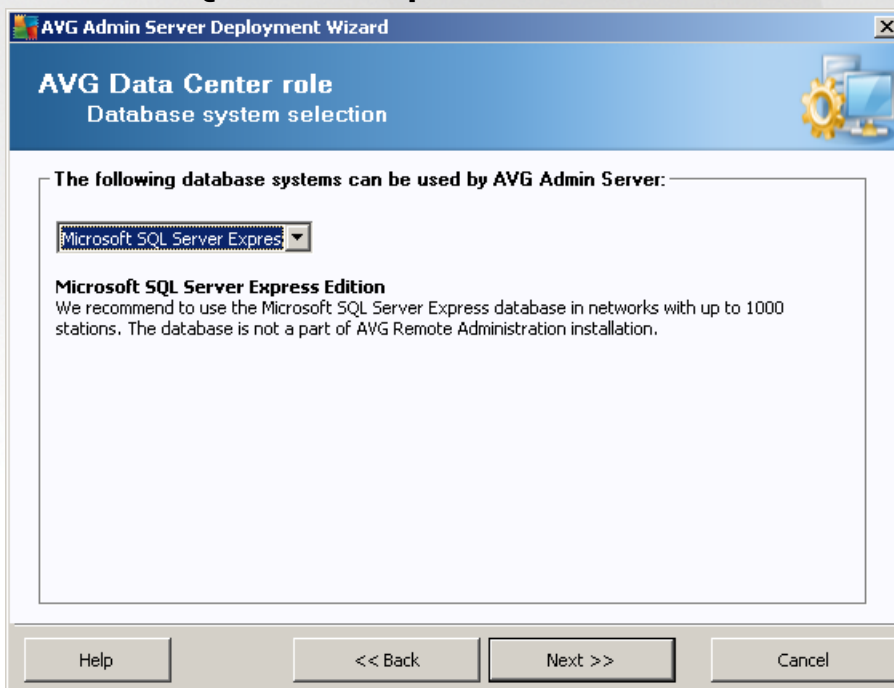 AVG Admin Server Deployment Wizard
AVG Data Center role
Database system selection
The following database systems can be used by AVG Admin Server:
Microsoft SQL Server Expres
Microsoft SQL Server Express Edition
We recommend to use the Microsoft SQL Server Express database in networks with up to 1000
stations. The database is not a part of AVG Remote Administration installation.
Help
<< Back
Next >>
Cancel